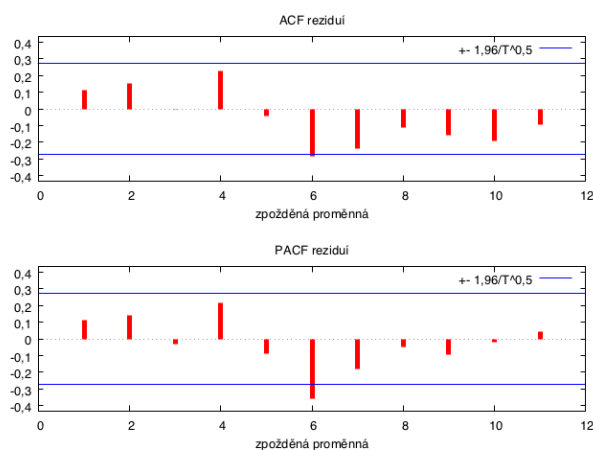 ACF reziduí
+- 1,96/T^0,5
0,4
0,3
0,2
0,1
0
-0,1
-0,2
-0,3
-0,4
0 2 4 6 8 10 12
zpožděná proměnná
PACF reziduí
+- 1,96/T^0,5
0,4
0,3
0,2
0,1
0
-0,1
-0,2
-0,3
-0,4
0 2 4 6 8 10 12
zpožděná proměnná